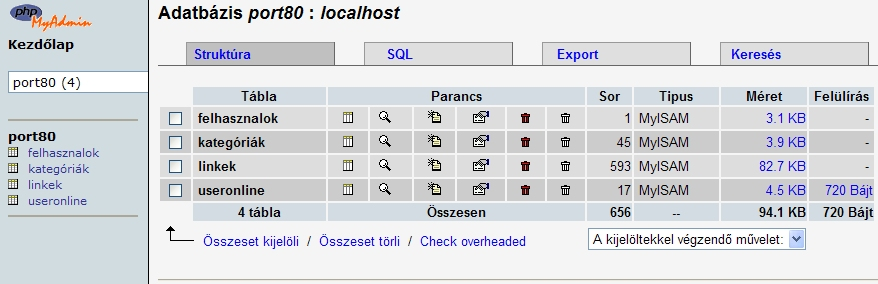 php
MyAdmin
Kezdőlap
port80 (4)
port80
felhasznalok
kategóriák
linkek
useronline
Adatbázis port80 : localhost
Struktúra SQL Export Keresés
Tábla Parancs Sor Tipus Méret Felülírás
felhasznalok 1 MyISAM 3.1 KB -
kategóriák 45 MyISAM 3.9 KB -
linkek 593 MyISAM 82.7 KB -
useronline 17 MyISAM 4.5 KB 720 Bájt
4 tábla Összesen 656 -- 94.1 KB 720 Bájt
Összeset kijelöli / Összeset törli / Check overheaded A kijelöltekkel végzendő művelet: